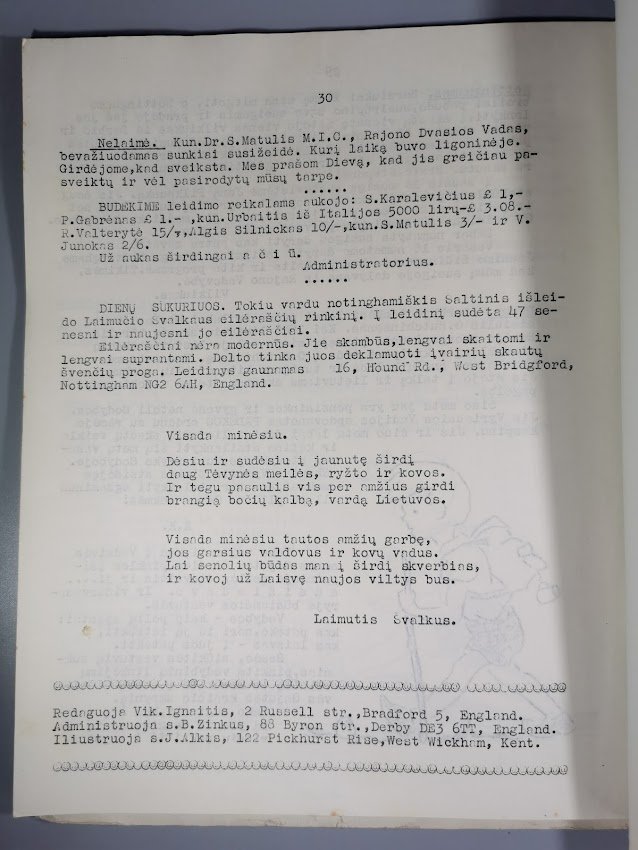 30
Nelaimė. Kun.Dr.S.Matulis M.I.C., Rajono Dvasios Vadas,
bevažiuodamas sunkiai susižeidė. Kurį laiką buvo ligoninėje.
Girdėjome,kad sveiksta. Mes prašom Dievą, kad jis greičiau pa-
sveiktų ir vėl pasirodytų mūsų tarpe.
......
BUDĖKIME leidimo reikalams aukojo: S.Karalevičius £ 1,-
P.Gabrėnas £ 1.- ,kun.Urbaitis iš Italijos 5000 lirų-£ 3.08.-
R.Valterytė 15/-,Algis Silnickas 10/-,kun.S.Matulis 3/- ir V.
Junokas 2/6.
Už aukas širdingai a č i ū.
Administratorius.
......
DIENŲ SUKURIUOS. Tokiu vardu notinghamiškis Šaltinis išlei-
do Laimučio Švalkaus eilėraščių rinkinį. Į leidinį sudėta 47 se-
nesni ir naujesni jo eilėraščiai.
Eilėraščiai nėra modernūs. Jie skambūs,lengvai skaitomi ir
lengvai suprantami. Delto tinka juos deklamuoti įvairių skautų
švenčių proga. Leidinys gaunamas 16, Hound Rd., West Bridgford,
Nottingham NG2 6AH, England.
Visada minėsiu.
Dėsiu ir sudėsiu į jaunutę širdį
daug Tėvynės meilės, ryžto ir kovos.
Ir tegu pasaulis vis per amžius girdi
brangią bočių kalbą, vardą Lietuvos.
Visada minėsiu tautos amžių garbę,
jos garsius valdovus ir kovų vadus.
Lai senolių būdas man į širdį skverbias,
ir kovoj už Laisvę naujos viltys bus.
Laimutis Švalkus.
Redaguoja Vik.Ignaitis, 2 Russell str.,Bradford 5, England.
Administruoja s.B.Zinkus, 88 Byron str.,Derby DE3 6TT, England.
Iliustruoja s.J.Alkis, 122 Pickhurst Rise,West Wickham, Kent.